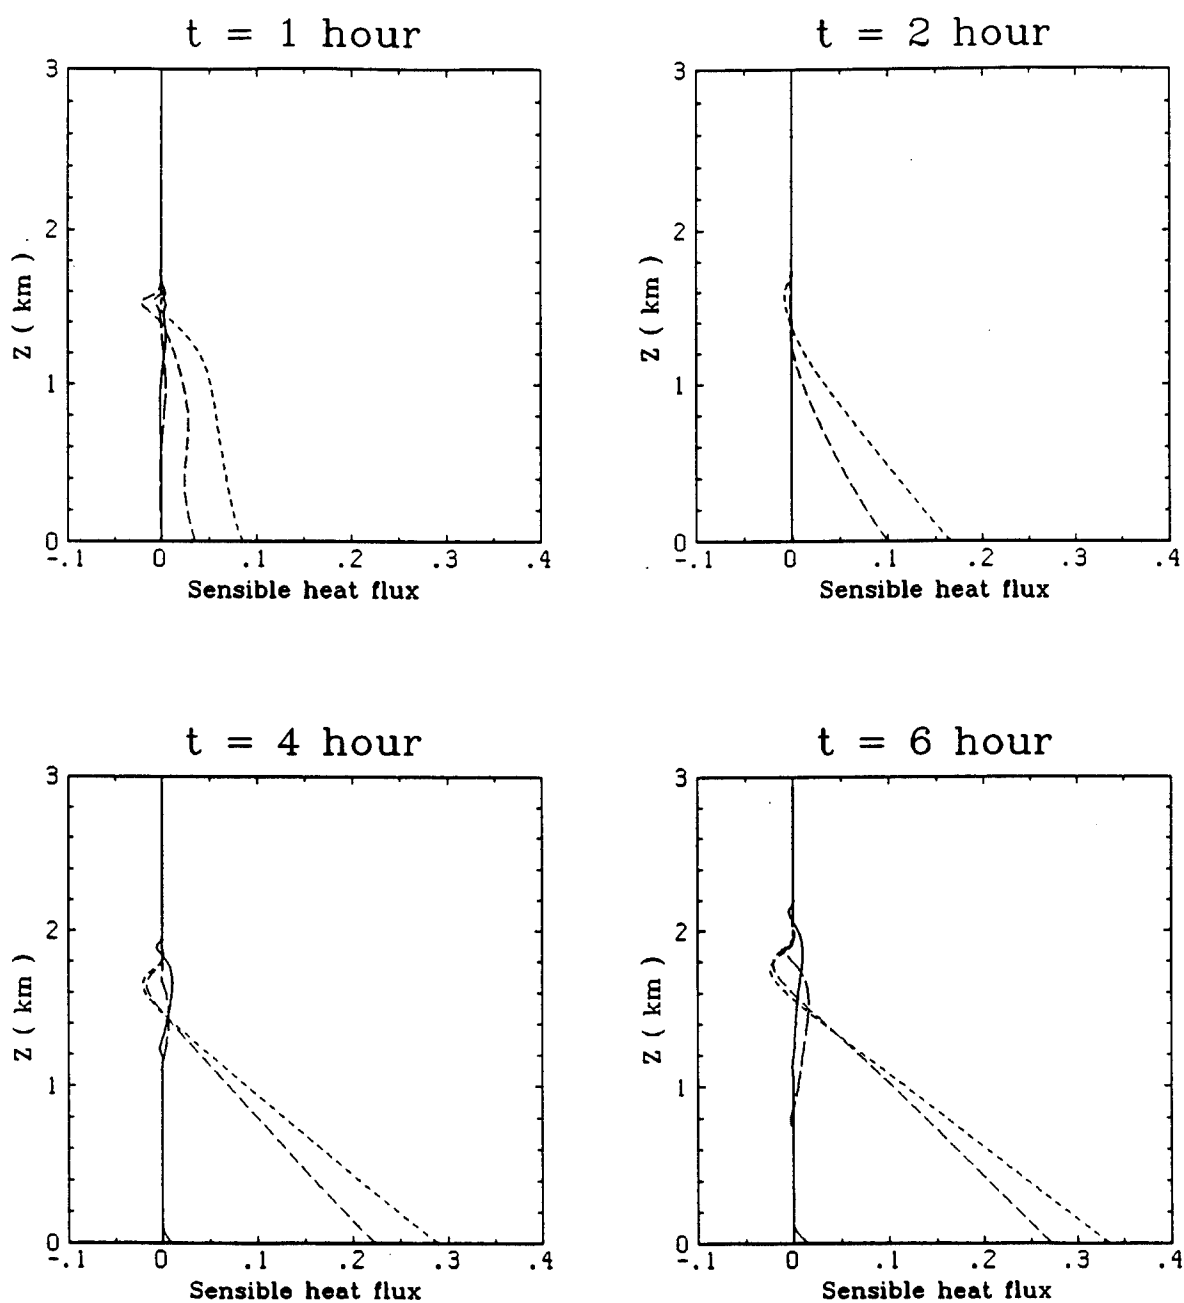 t = 1 hour
3
2
1
0
Z ( km )
-.1 0 .1 .2 .3 .4
Sensible heat flux
t = 2 hour
3
2
1
0
Z ( km )
-.1 0 .1 .2 .3 .4
Sensible heat flux
t = 4 hour
3
2
1
0
Z ( km )
-.1 0 .1 .2 .3 .4
Sensible heat flux
t = 6 hour
3
2
1
0
Z ( km )
-.1 0 .1 .2 .3 .4
Sensible heat flux